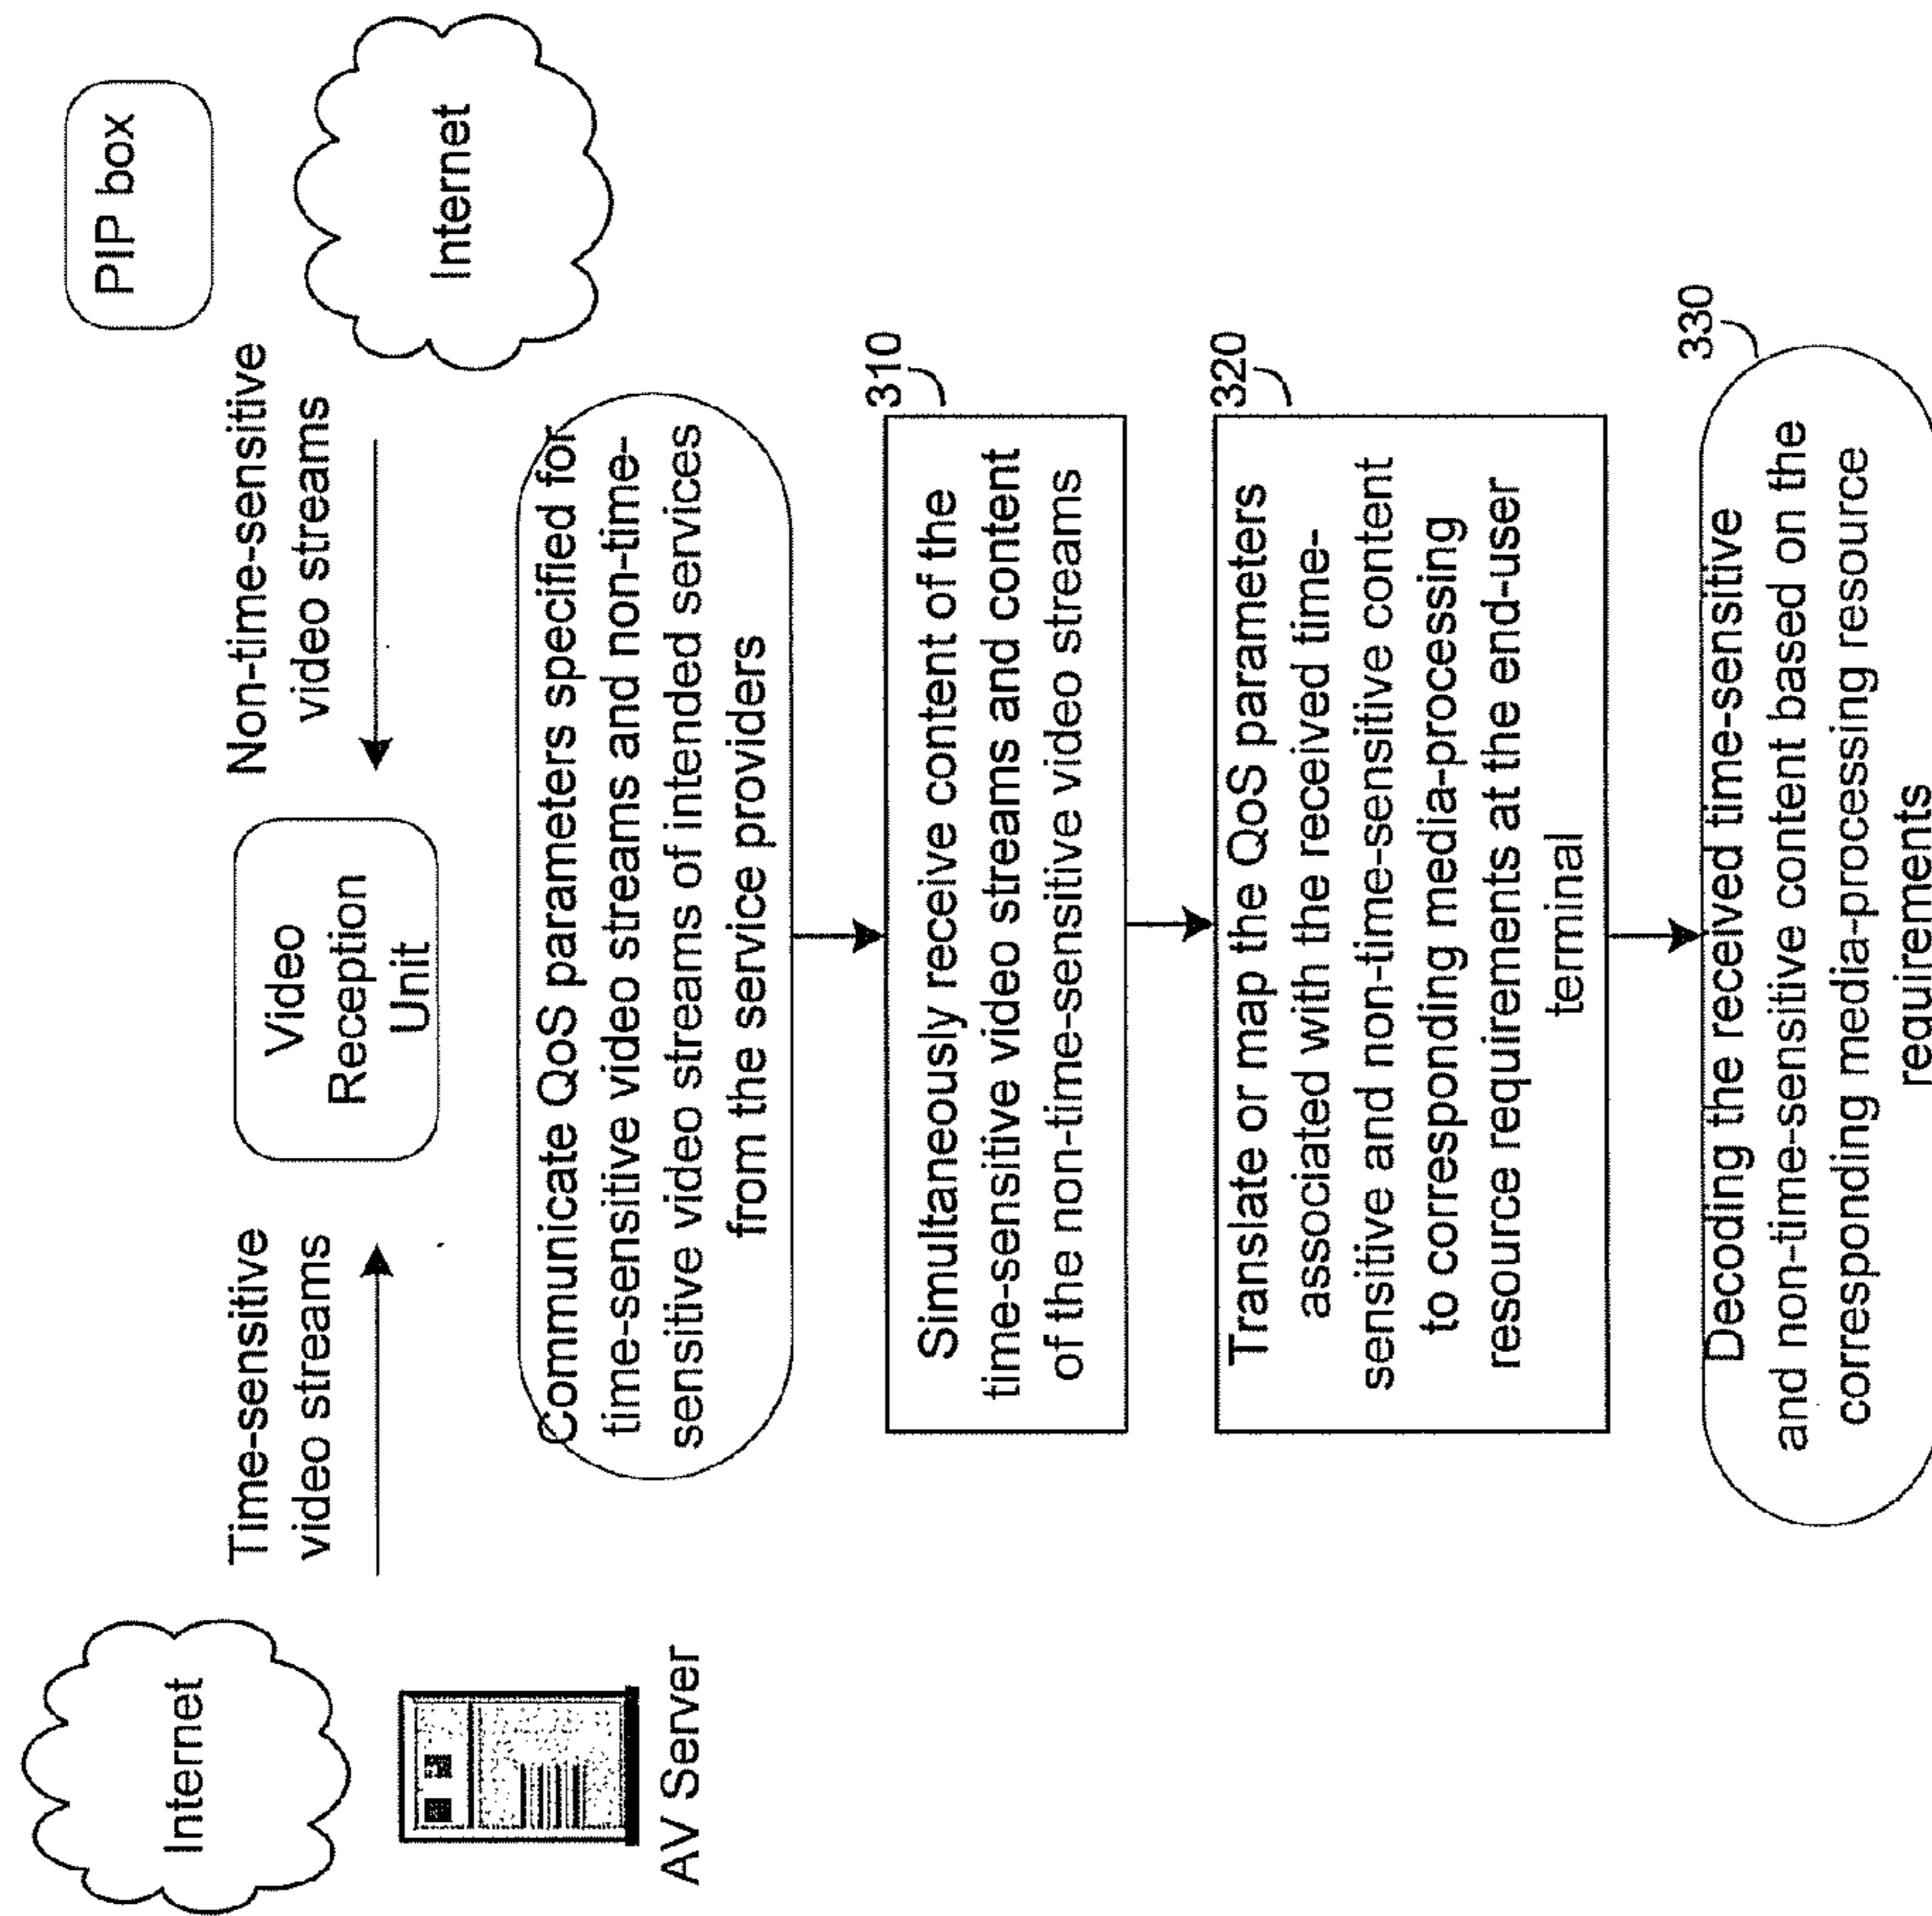 Internet
AV Server
Time-sensitive
video streams
Video
Reception
Unit
Non-time-sensitive
video streams
PIP box
Internet
Communicate QoS parameters specified for
time-sensitive video streams and non-time-
sensitive video streams of intended services
from the service providers
310
Simultaneously receive content of the
time-sensitive video streams and content
of the non-time-sensitive video streams
320
Translate or map the QoS parameters
associated with the received time-
sensitive and non-time-sensitive content
to corresponding media-processing
resource requirements at the end-user
terminal
330
Decoding the received time-sensitive
and non-time-sensitive content based on the
corresponding media-processing resource
requirements